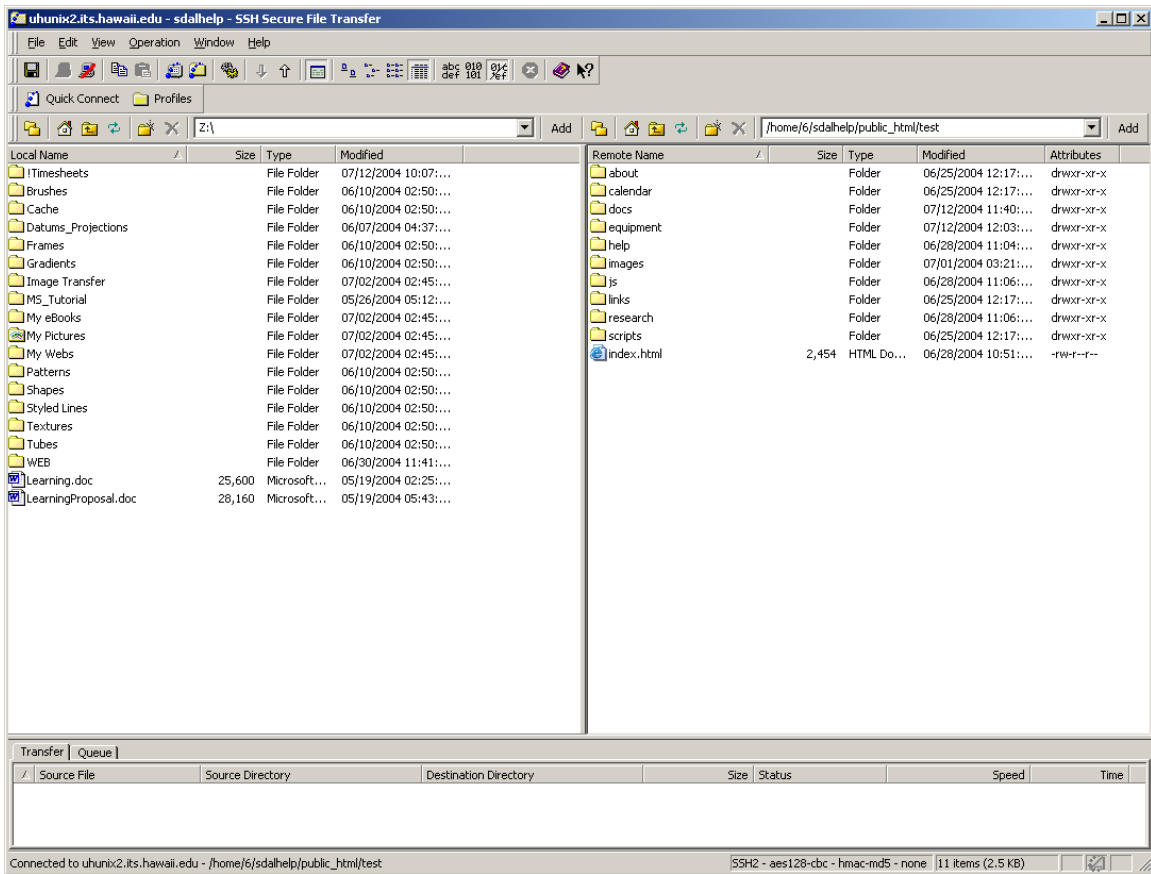 uhunix2.its.hawaii.edu - sdalhelp - SSH Secure File Transfer
File Edit View Operation Window Help
abc def 010 101
Quick Connect Profiles
Z:\ Add /home/6/sdalhelp/public_html/test Add
Local Name Size Type Modified
!Timesheets File Folder 07/12/2004 10:07:...
Brushes File Folder 06/10/2004 02:50:...
Cache File Folder 06/10/2004 02:50:...
Datums_Projections File Folder 06/07/2004 04:37:...
Frames File Folder 06/10/2004 02:50:...
Gradients File Folder 06/10/2004 02:50:...
Image Transfer File Folder 07/02/2004 02:45:...
MS_Tutorial File Folder 05/26/2004 05:12:...
My eBooks File Folder 07/02/2004 02:45:...
My Pictures File Folder 07/02/2004 02:45:...
My Webs File Folder 07/02/2004 02:45:...
Patterns File Folder 06/10/2004 02:50:...
Shapes File Folder 06/10/2004 02:50:...
Styled Lines File Folder 06/10/2004 02:50:...
Textures File Folder 06/10/2004 02:50:...
Tubes File Folder 06/10/2004 02:50:...
WEB File Folder 06/30/2004 11:41:...
Learning.doc 25,600 Microsoft... 05/19/2004 02:25:...
LearningProposal.doc 28,160 Microsoft... 05/19/2004 05:43:...
Remote Name Size Type Modified Attributes
about Folder 06/25/2004 12:17:... drwxr-xr-x
calendar Folder 06/25/2004 12:17:... drwxr-xr-x
docs Folder 07/12/2004 11:40:... drwxr-xr-x
equipment Folder 07/12/2004 12:03:... drwxr-xr-x
help Folder 06/28/2004 11:04:... drwxr-xr-x
images Folder 07/01/2004 03:21:... drwxr-xr-x
js Folder 06/28/2004 11:06:... drwxr-xr-x
links Folder 06/25/2004 12:17:... drwxr-xr-x
research Folder 06/28/2004 11:06:... drwxr-xr-x
scripts Folder 06/25/2004 12:17:... drwxr-xr-x
index.html 2,454 HTML Do... 06/28/2004 10:51:... -rw-r--r--
Transfer Queue
Source File Source Directory Destination Directory Size Status Speed Time
Connected to uhunix2.its.hawaii.edu - /home/6/sdalhelp/public_html/test SSH2 - aes128-cbc - hmac-md5 - none 11 items (2.5 KB)